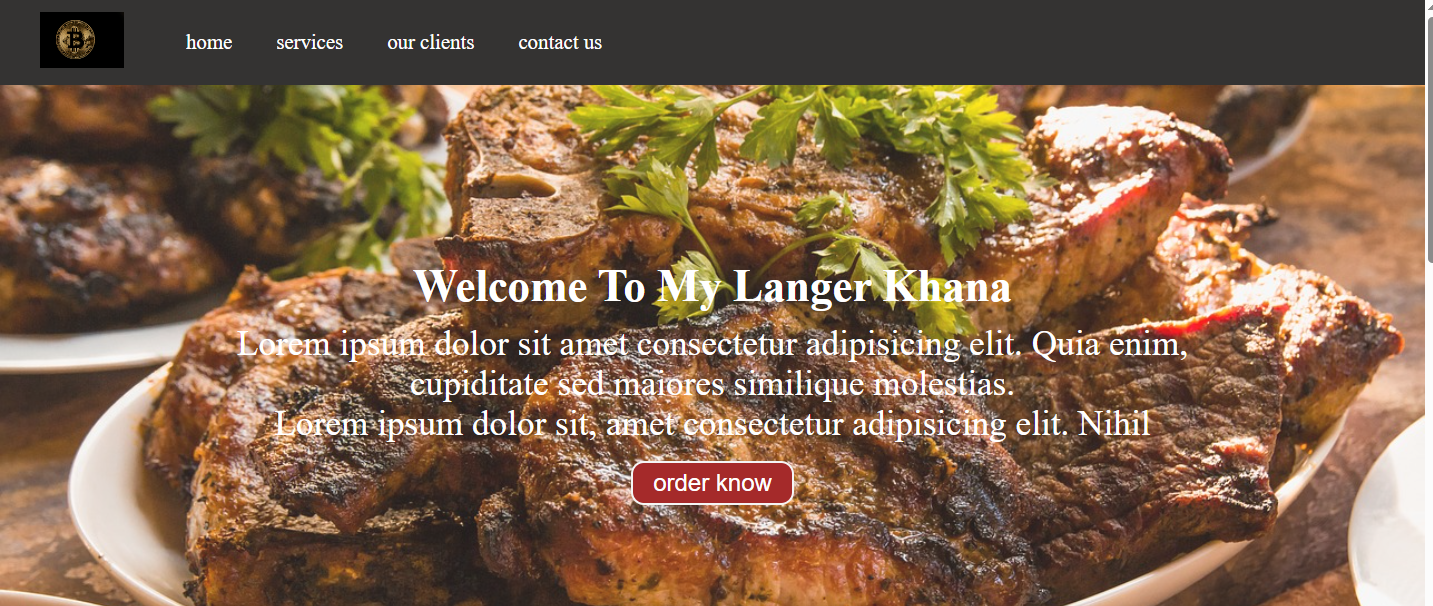 home services our clients contact us
Welcome To My Langer Khana
Lorem ipsum dolor sit amet consectetur adipisicing elit. Quia enim,
cupiditate sed maiores similique molestias.
Lorem ipsum dolor sit, amet consectetur adipisicing elit. Nihil
order know